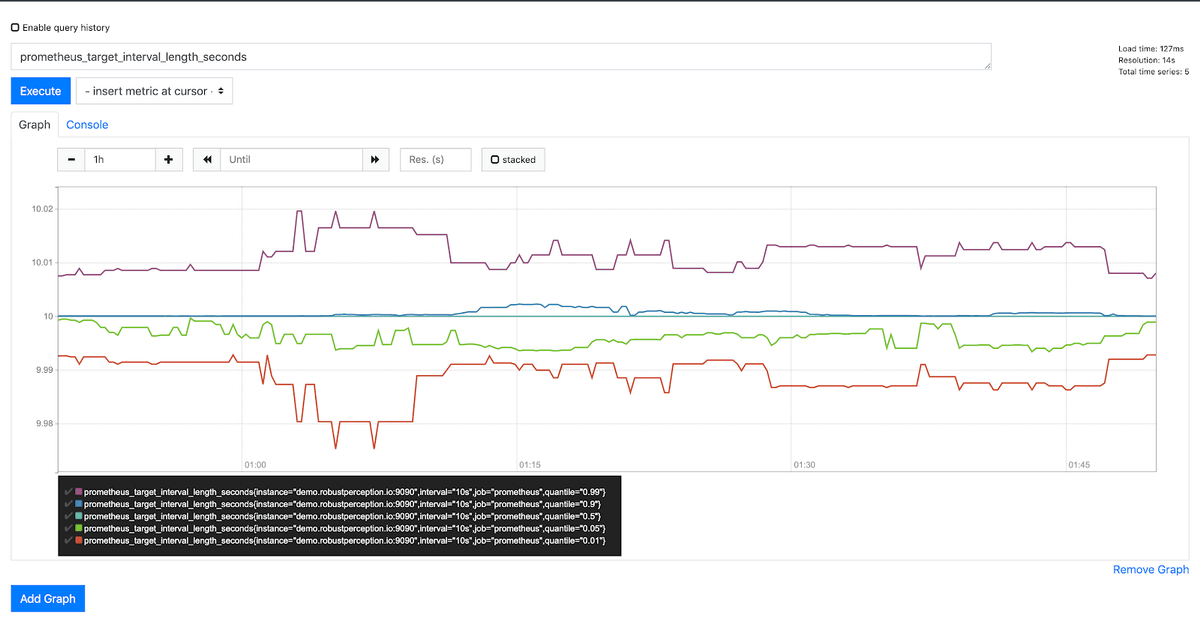 Enable query history
prometheus_target_interval_length_seconds
Load time: 127ms
Resolution: 14s
Total time series: 5
Execute
- insert metric at cursor -
Graph
Console
1h
Until
Res. (s)
stacked
10.02
10.01
10
9.99
9.98
01:00
01:15
01:30
01:45
prometheus_target_interval_length_seconds{instance="demo.robustperception.io:9090",interval="10s",job="prometheus",quantile="0.99"}
prometheus_target_interval_length_seconds{instance="demo.robustperception.io:9090",interval="10s",job="prometheus",quantile="0.9"}
prometheus_target_interval_length_seconds{instance="demo.robustperception.io:9090",interval="10s",job="prometheus",quantile="0.5"}
prometheus_target_interval_length_seconds{instance="demo.robustperception.io:9090",interval="10s",job="prometheus",quantile="0.05"}
prometheus_target_interval_length_seconds{instance="demo.robustperception.io:9090",interval="10s",job="prometheus",quantile="0.01"}
Remove Graph
Add Graph